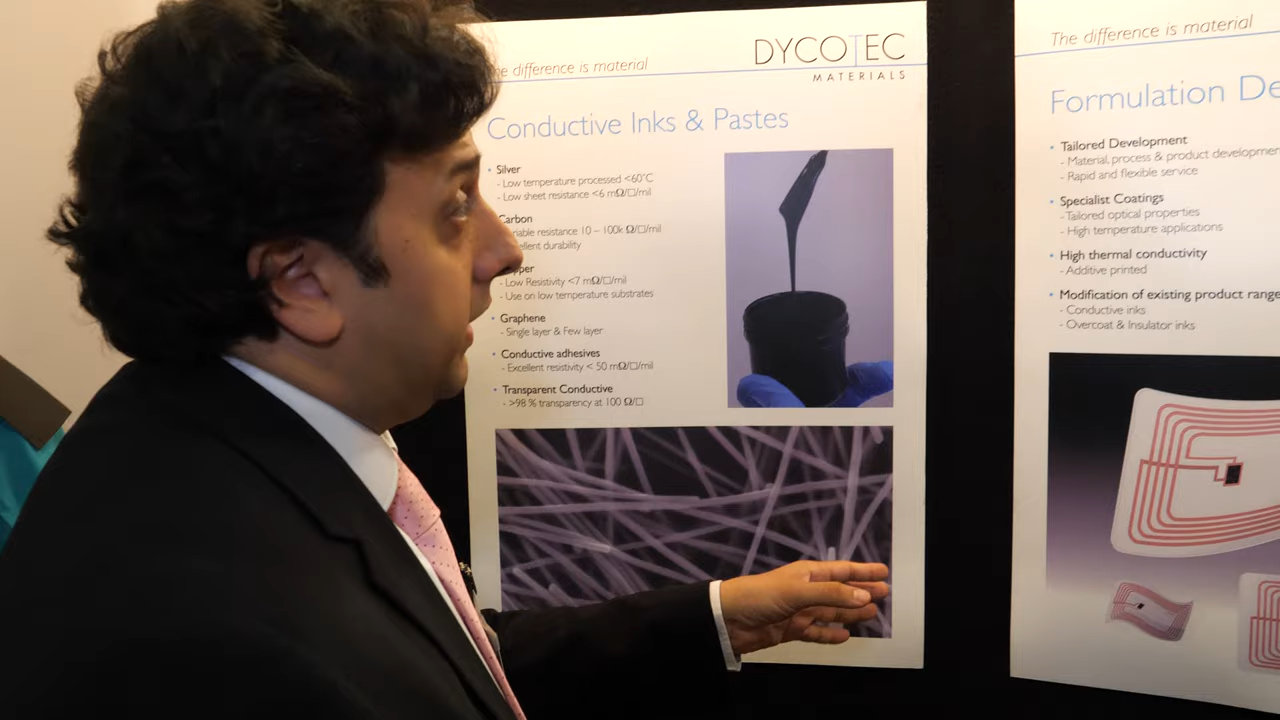 he difference is material
DYCOTEC
MATERIALS
Conductive Inks & Pastes
• Silver
- Low temperature processed <60°C
- Low sheet resistance <6 mΩ/□/mil
Carbon
resistance 10 – 100k Ω/□/mil
durability
- Low Resistivity <7 mΩ/□/mil
- Use on low temperature substrates
• Graphene
- Single layer & Few layer
• Conductive adhesives
- Excellent resistivity < 50 mΩ/□/mil
• Transparent Conductive
- >98 % transparency at 100 Ω/□
The difference is material
Formulation De
• Tailored Development
- Material, process & product developmen
- Rapid and flexible service
• Specialist Coatings
- Tailored optical properties
- High temperature applications
• High thermal conductivity
- Additive printed
• Modification of existing product range
- Conductive inks
- Overcoat & Insulator inks